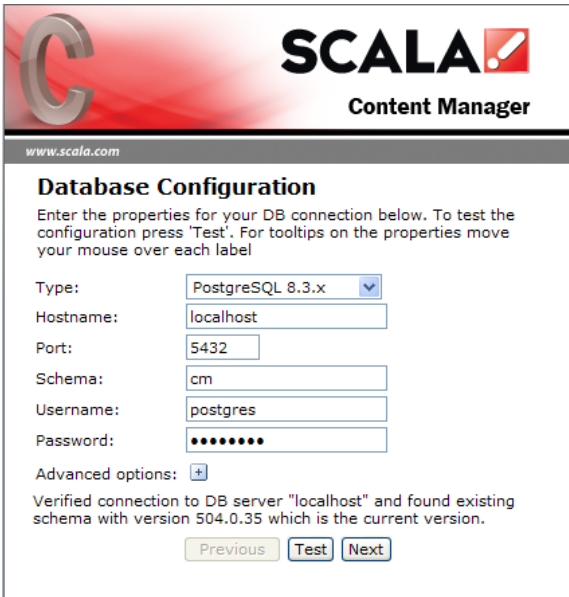 C
SCALA
Content Manager
www.scala.com
Database Configuration
Enter the properties for your DB connection below. To test the
configuration press 'Test'. For tooltips on the properties move
your mouse over each label
Type: PostgreSQL 8.3.x
Hostname: localhost
Port: 5432
Schema: cm
Username: postgres
Password: ••••••••
Advanced options: +
Verified connection to DB server "localhost" and found existing
schema with version 504.0.35 which is the current version.
Previous Test Next